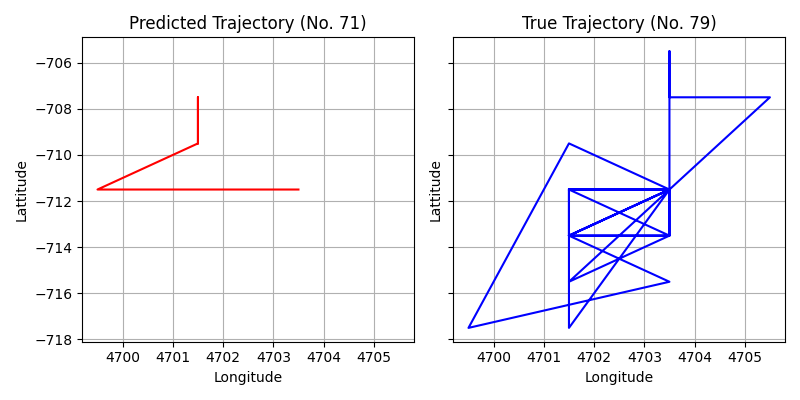 Predicted Trajectory (No. 71)
−706
−708
−710
−712
−714
−716
−718
Lattitude
4700 4701 4702 4703 4704 4705
Longitude
True Trajectory (No. 79)
Lattitude
4700 4701 4702 4703 4704 4705
Longitude